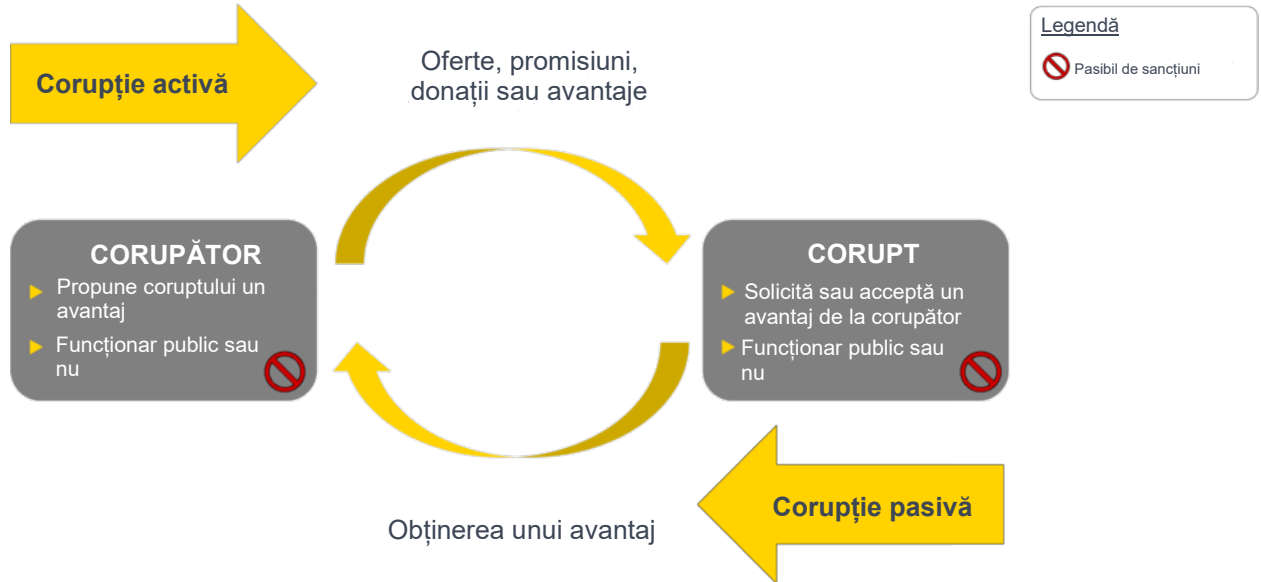 Corupție activă
Oferte, promisiuni,
donații sau avantaje
Legendă
Pasibil de sancțiuni
CORUPĂTOR
Propune coruptului un
avantaj
Funcționar public sau
nu
CORUPT
Solicită sau acceptă un
avantaj de la corupător
Funcționar public sau
nu
Obținerea unui avantaj
Corupție pasivă